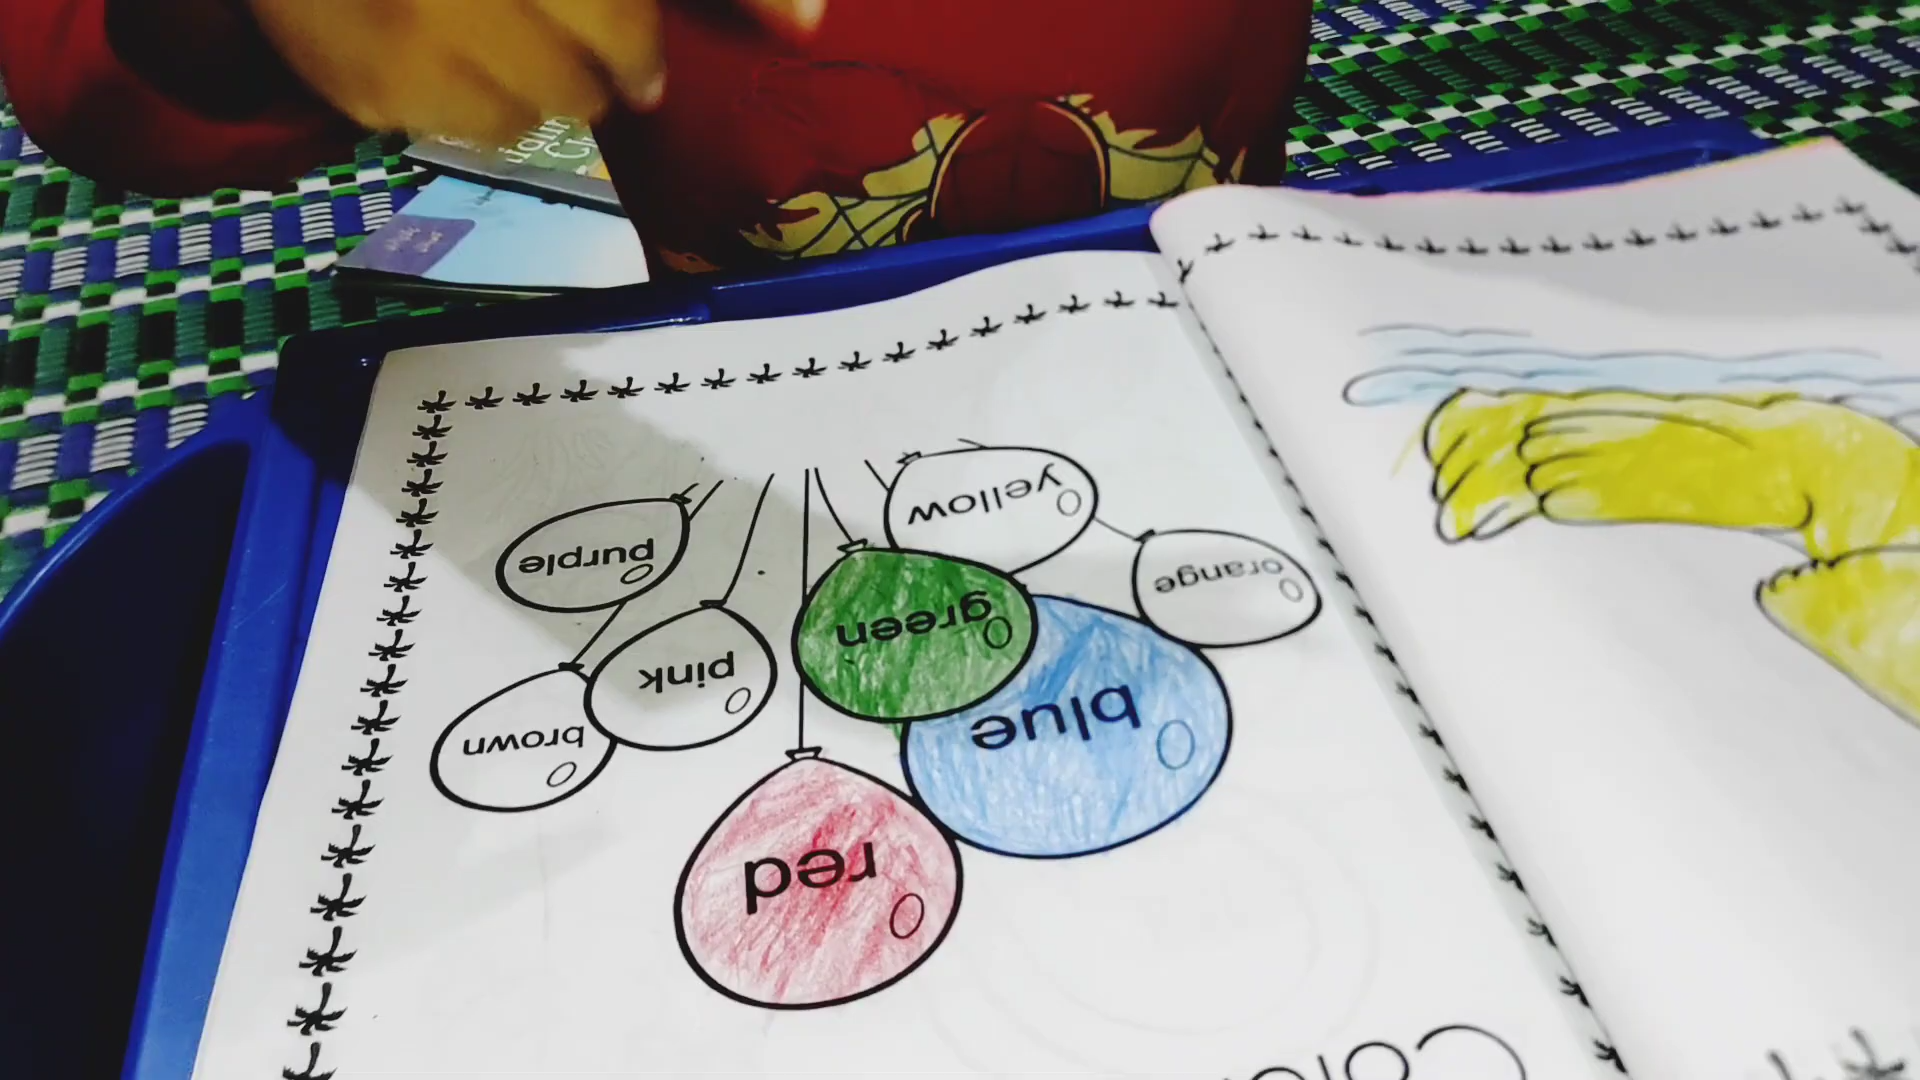 red
blue
brown
pink
green
orange
purple
yellow